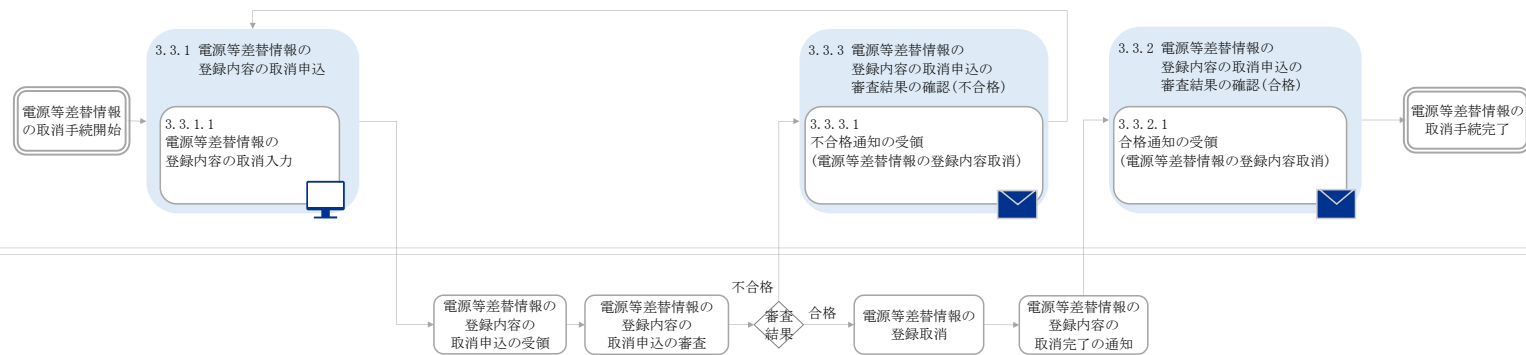 電源等差替情報
の取消手続開始
3.3.1 電源等差替情報の
登録内容の取消申込
3.3.1.1
電源等差替情報の
登録内容の取消入力
3.3.3 電源等差替情報の
登録内容の取消申込の
審査結果の確認(不合格)
3.3.3.1
不合格通知の受領
(電源等差替情報の登録内容取消)
3.3.2 電源等差替情報の
登録内容の取消申込の
審査結果の確認(合格)
3.3.2.1
合格通知の受領
(電源等差替情報の登録内容取消)
電源等差替情報の
取消手続完了
電源等差替情報の
登録内容の
取消申込の受領
電源等差替情報の
登録内容の
取消申込の審査
不合格
審査
結果
合格
電源等差替情報の
登録取消
電源等差替情報の
登録内容の
取消完了の通知